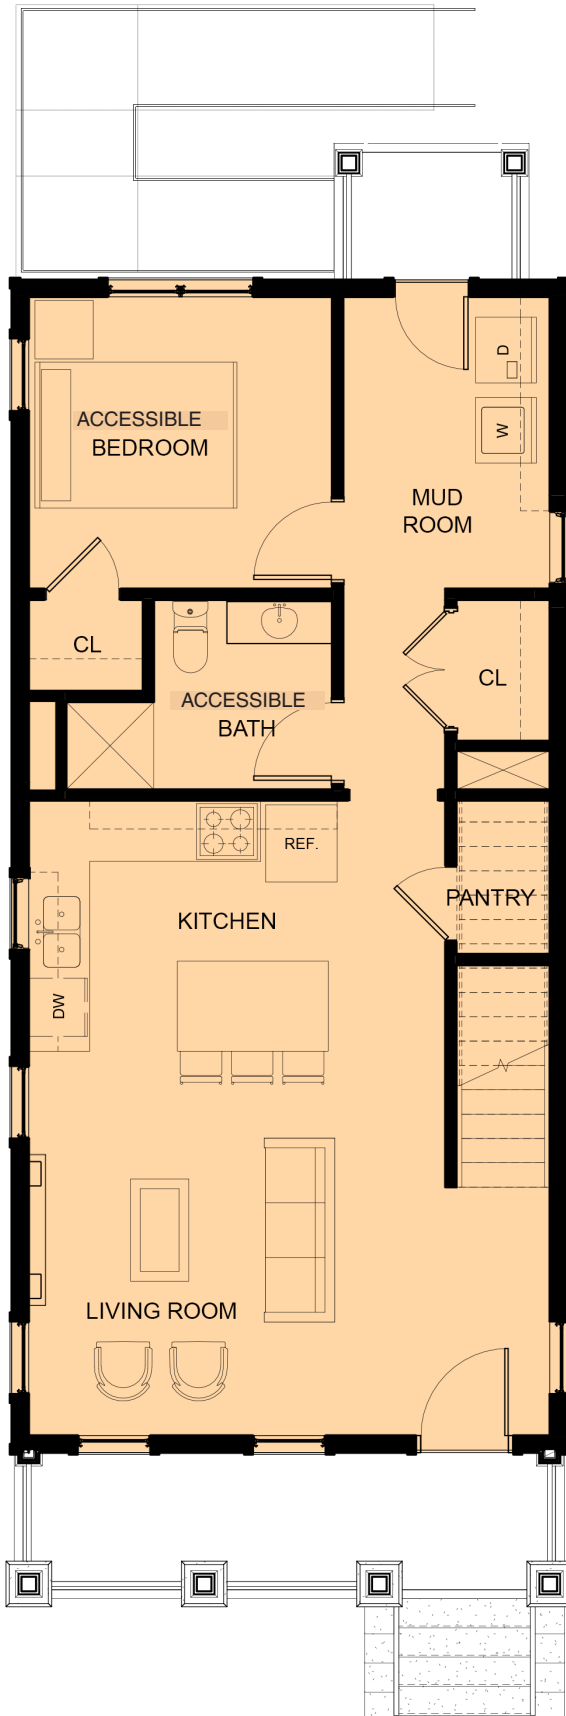 D
W
ACCESSIBLE
BEDROOM
MUD
ROOM
CL
CL
ACCESSIBLE
BATH
REF.
PANTRY
KITCHEN
DW
LIVING ROOM